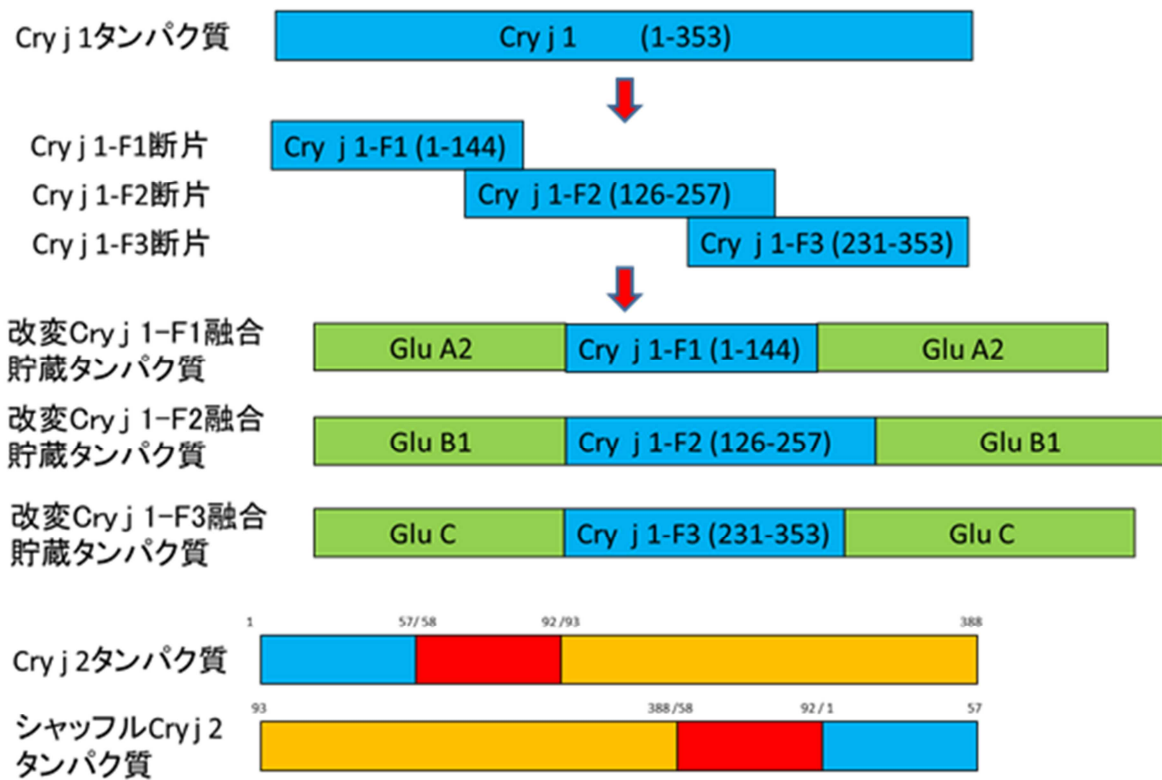 Cry j 1タンパク質
Cry j 1 (1-353)
Cry j 1-F1断片
Cry j 1-F1 (1-144)
Cry j 1-F2断片
Cry j 1-F2 (126-257)
Cry j 1-F3断片
Cry j 1-F3 (231-353)
改変Cry j 1-F1融合
貯蔵タンパク質
Glu A2 Cry j 1-F1 (1-144) Glu A2
改変Cry j 1-F2融合
貯蔵タンパク質
Glu B1 Cry j 1-F2 (126-257) Glu B1
改変Cry j 1-F3融合
貯蔵タンパク質
Glu C Cry j 1-F3 (231-353) Glu C
1 57/58 92/93 388
Cry j 2タンパク質
93 388/58 92/1 57
シャッフルCry j 2
タンパク質